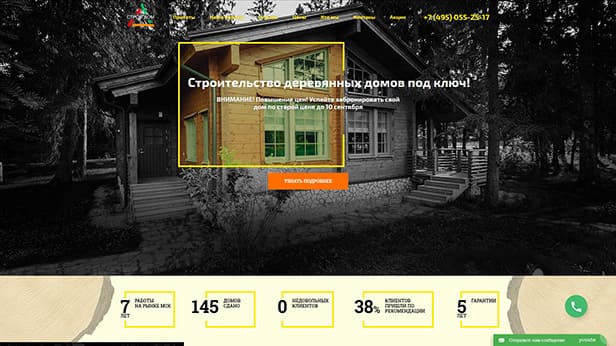 Проекты
Цены
Кто мы
Контакты
Акции
+7(495) 055-25-17
Строительство деревянных домов под ключ!
ВНИМАНИЕ! Повышение цен! Успейте забронировать свой
дом по старой цене до 10 сентября
УЗНАТЬ ПОДРОБНЕЕ
7 ЛЕТ
РАБОТЫ
НА РЫНКЕ МСК
145
ДОМОВ
СДАНО
0
НЕДОВОЛЬНЫХ
КЛИЕНТОВ
38%
КЛИЕНТОВ
ПРИШЛИ ПО
РЕКОМЕНДАЦИИ
5 ЛЕТ
ГАРАНТИИ
Отправьте нам сообщение
jivosite